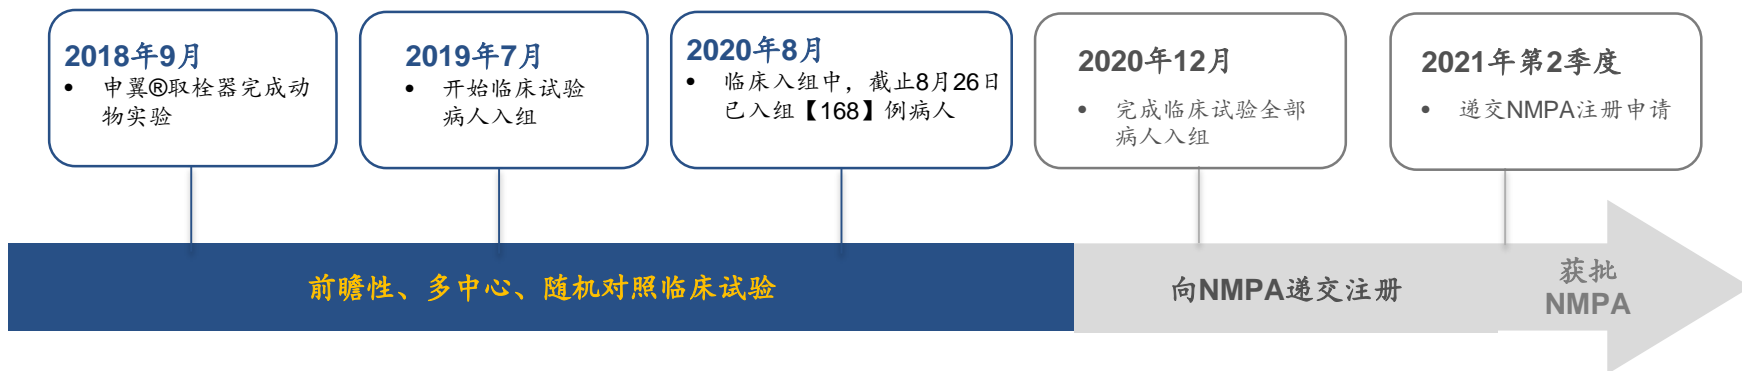 2018年9月
• 申翼®取栓器完成动
物实验
2019年7月
• 开始临床试验
病人入组
2020年8月
• 临床入组中，截止8月26日
已入组【168】例病人
2020年12月
• 完成临床试验全部
病人入组
2021年第2季度
• 递交NMPA注册申请
前瞻性、多中心、随机对照临床试验
向NMPA递交注册
获批
NMPA